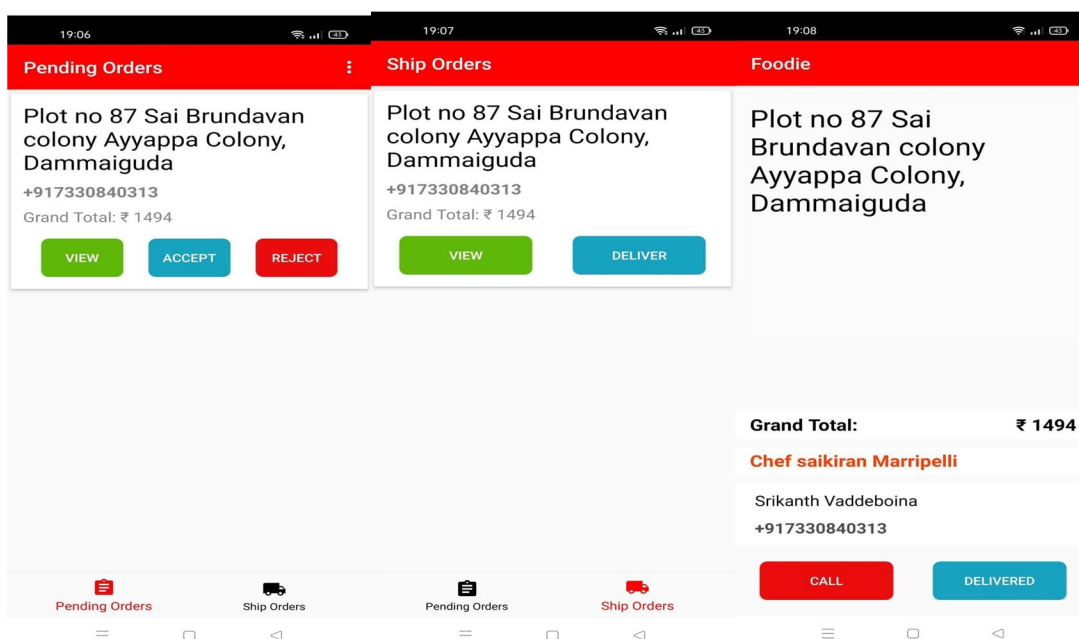 19:06
43
Pending Orders
Plot no 87 Sai Brundavan
colony Ayyappa Colony,
Dammaiguda
+917330840313
Grand Total: ₹ 1494
VIEW
ACCEPT
REJECT
Pending Orders
Ship Orders
19:07
43
Ship Orders
Plot no 87 Sai Brundavan
colony Ayyappa Colony,
Dammaiguda
+917330840313
Grand Total: ₹ 1494
VIEW
DELIVER
Pending Orders
Ship Orders
19:08
43
Foodie
Plot no 87 Sai
Brundavan colony
Ayyappa Colony,
Dammaiguda
Grand Total: ₹ 1494
Chef saikiran Marripelli
Srikanth Vaddeboina
+917330840313
CALL
DELIVERED